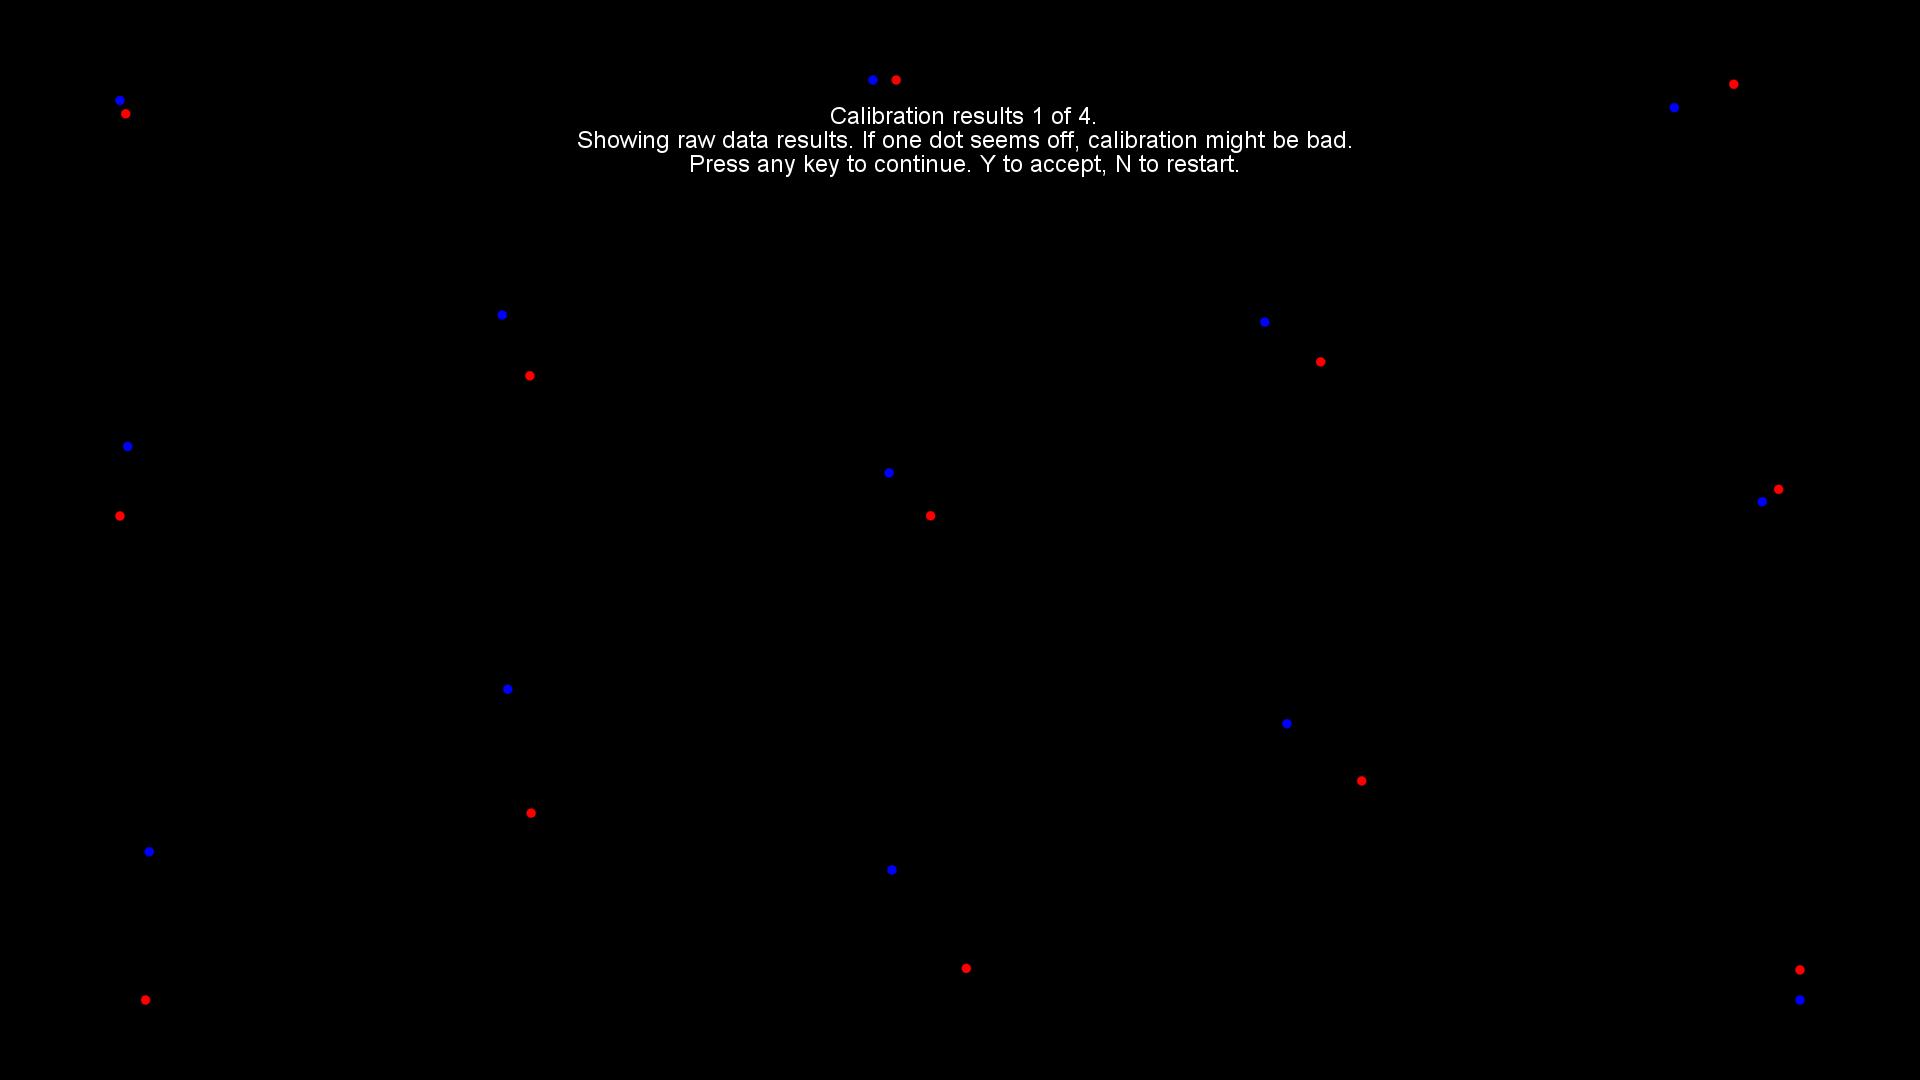 Calibration results 1 of 4.
Showing raw data results. If one dot seems off, calibration might be bad.
Press any key to continue. Y to accept, N to restart.